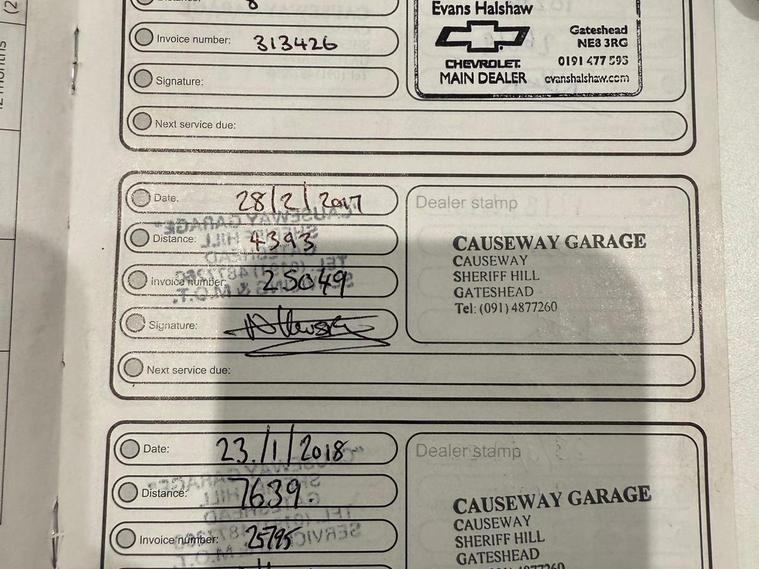 Evans Halshaw
Invoice number: 313426
Gateshead
NE8 3RG
CHEVROLET.
0191 477 595
Signature:
MAIN DEALER
evanshalshaw.com
Next service due:
Date: 28/2/2017
Dealer stamp
Distance: 4393
CAUSEWAY GARAGE
CAUSEWAY
Invoice number: 25049
SHERIFF HILL
GATESHEAD
Signature:
Tel: (091) 4877260
Next service due:
Date: 23/1/2018
Dealer stamp
Distance: 7639.
CAUSEWAY GARAGE
CAUSEWAY
Invoice number: 25795
SHERIFF HILL
GATESHEAD